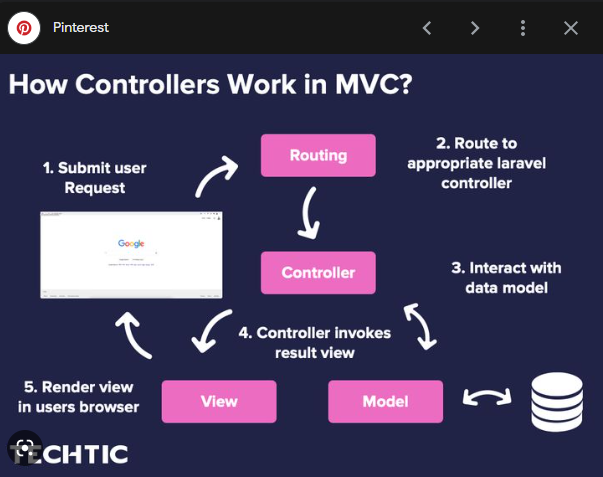 Pinterest
How Controllers Work in MVC?
1. Submit user
Request
Routing
2. Route to
appropriate laravel
controller
Google
Controller
3. Interact with
data model
4. Controller invokes
result view
5. Render view
in users browser
View
Model
TECHTIC